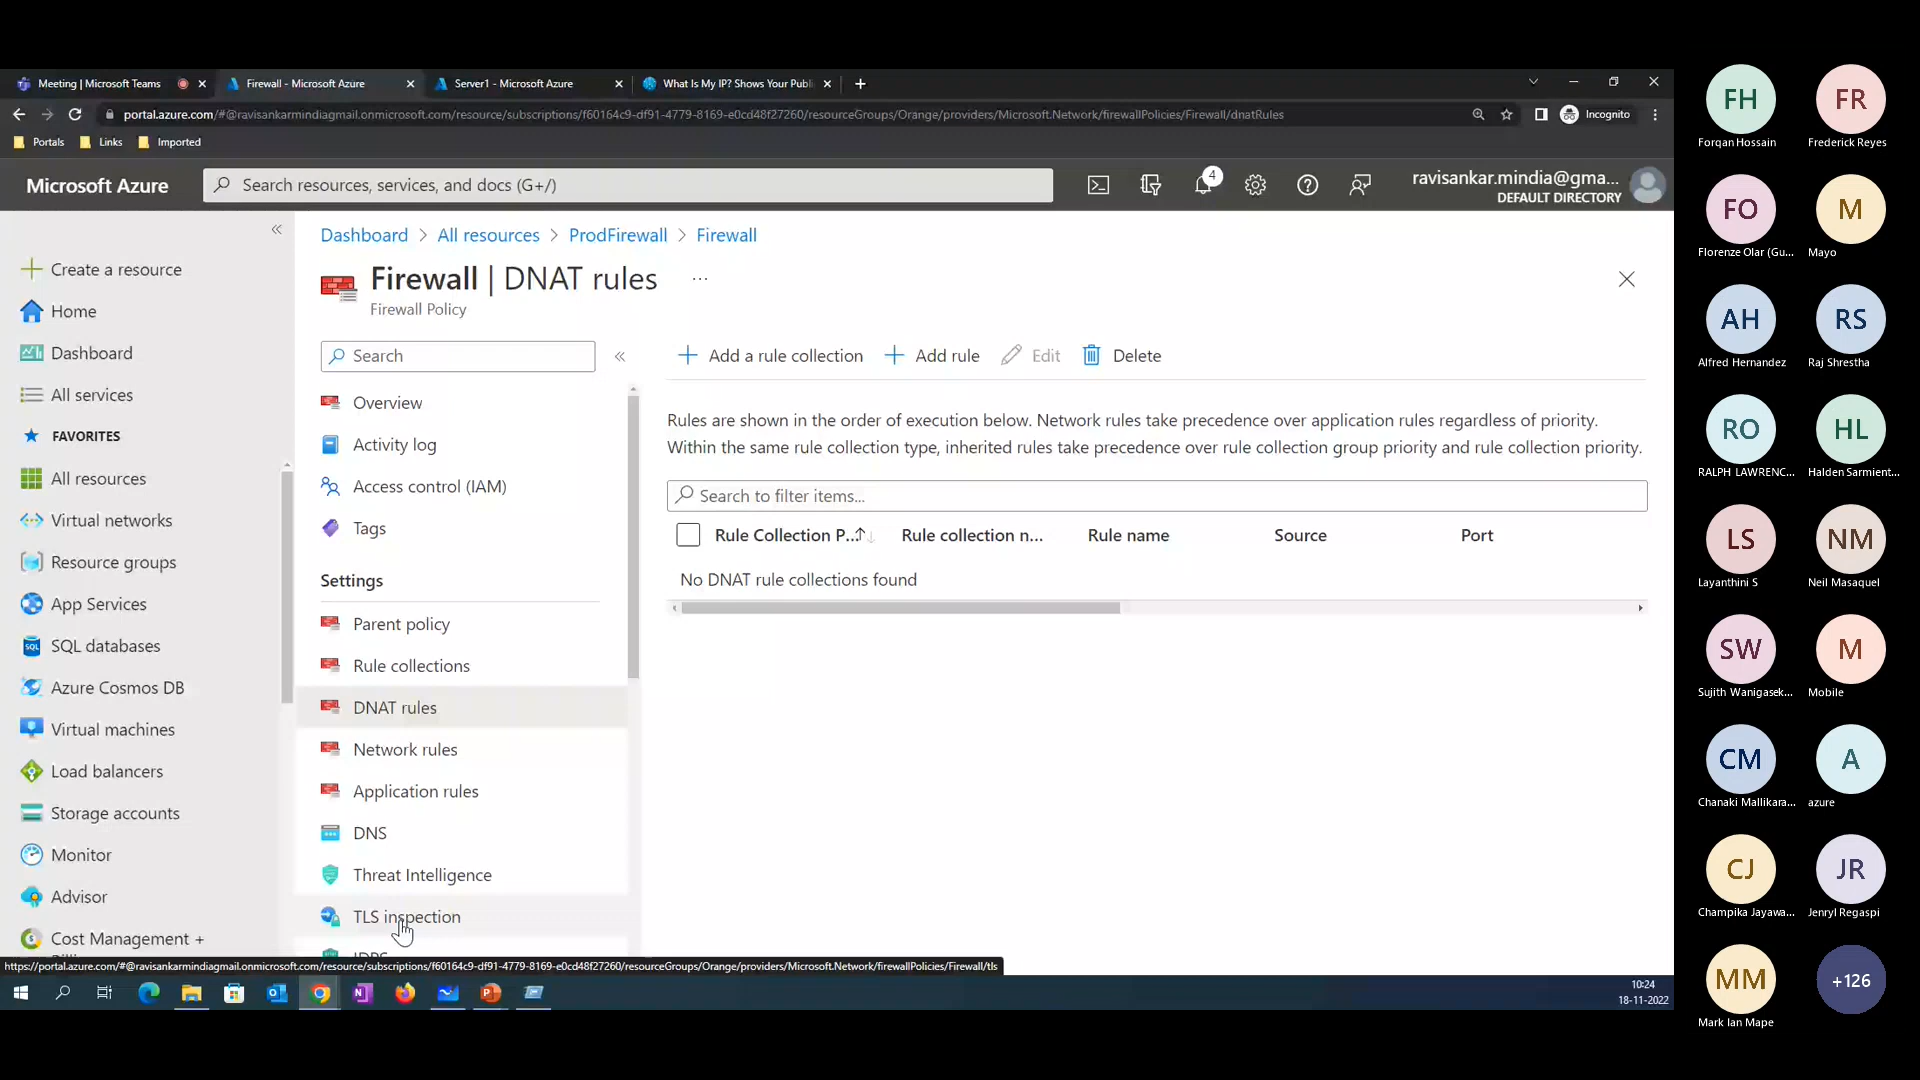 Meeting | Microsoft Teams
Firewall - Microsoft Azure
Server1 - Microsoft Azure
What Is My IP? Shows Your Publi
portal.azure.com/#@ravisankarmindiagmail.onmicrosoft.com/resource/subscriptions/f60164c9-df91-4779-8169-e0cd48f27260/resourceGroups/Orange/providers/Microsoft.Network/firewallPolicies/Firewall/dnatRules
Incognito
Portals
Links
Imported
Microsoft Azure
Search resources, services, and docs (G+/)
4
ravisankar.mindia@gma...
DEFAULT DIRECTORY
Create a resource
Home
Dashboard
All services
FAVORITES
All resources
Virtual networks
Resource groups
App Services
SQL databases
Azure Cosmos DB
Virtual machines
Load balancers
Storage accounts
Monitor
Advisor
Cost Management +
Dashboard > All resources > ProdFirewall > Firewall
Firewall | DNAT rules ...
Firewall Policy
Search
Overview
Activity log
Access control (IAM)
Tags
Settings
Parent policy
Rule collections
DNAT rules
Network rules
Application rules
DNS
Threat Intelligence
TLS inspection
IDPS
Add a rule collection
Add rule
Edit
Delete
Rules are shown in the order of execution below. Network rules take precedence over application rules regardless of priority.
Within the same rule collection type, inherited rules take precedence over rule collection group priority and rule collection priority.
Search to filter items...
Rule Collection P...
Rule collection n...
Rule name
Source
Port
No DNAT rule collections found
https://portal.azure.com/#@ravisankarmindiagmail.onmicrosoft.com/resource/subscriptions/f60164c9-df91-4779-8169-e0cd48f27260/resourceGroups/Orange/providers/Microsoft.Network/firewallPolicies/Firewall/tls
10:24
18-11-2022
FH
Forqan Hossain
FR
Frederick Reyes
FO
Florenze Olar (Gu...
M
Mayo
AH
Alfred Hernandez
RS
Raj Shrestha
RO
RALPH LAWRENC...
HL
Halden Sarmient...
LS
Layanthini S
NM
Neil Masaquel
SW
Sujith Wanigasek...
M
Mobile
CM
Chanaki Mallikara...
A
azure
CJ
Champika Jayawa...
JR
Jenryl Regaspi
MM
Mark Ian Mape
+126